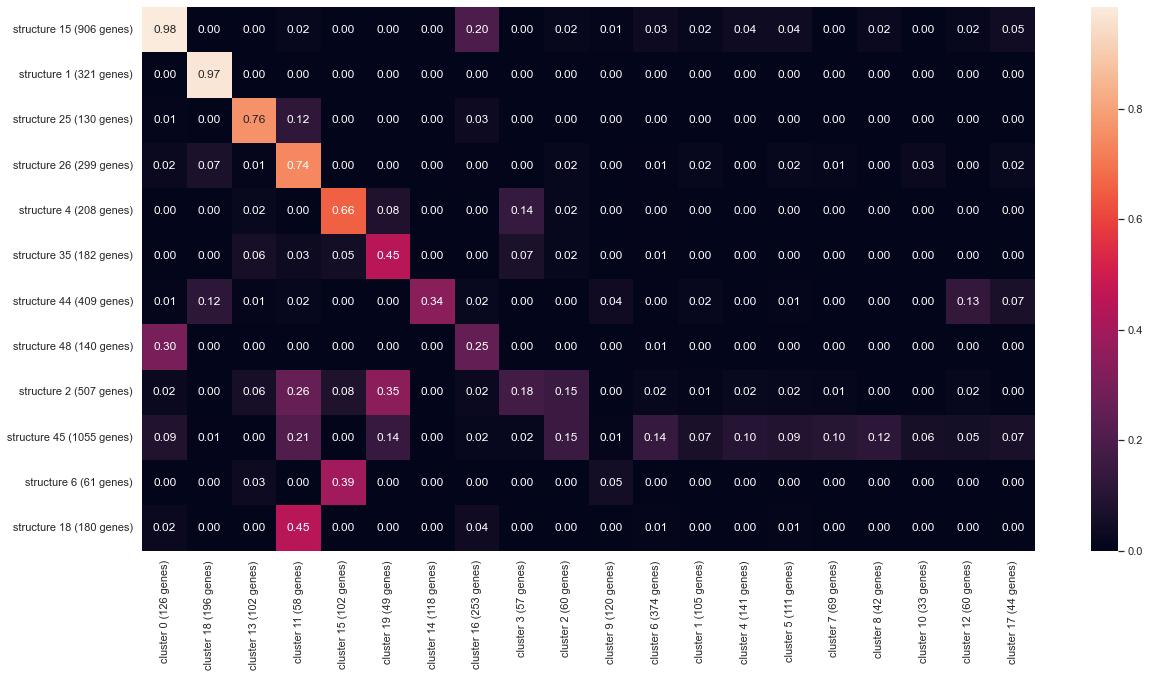 structure 15 (906 genes) 0.98 0.00 0.00 0.02 0.00 0.00 0.00 0.20 0.00 0.02 0.01 0.03 0.02 0.04 0.04 0.00 0.02 0.00 0.02 0.05
structure 1 (321 genes) 0.00 0.97 0.00 0.00 0.00 0.00 0.00 0.00 0.00 0.00 0.00 0.00 0.00 0.00 0.00 0.00 0.00 0.00 0.00 0.00
structure 25 (130 genes) 0.01 0.00 0.76 0.12 0.00 0.00 0.00 0.03 0.00 0.00 0.00 0.00 0.00 0.00 0.00 0.00 0.00 0.00 0.00 0.00
0.8
structure 26 (299 genes) 0.02 0.07 0.01 0.74 0.00 0.00 0.00 0.00 0.00 0.02 0.00 0.01 0.02 0.00 0.02 0.01 0.00 0.03 0.00 0.02
structure 4 (208 genes) 0.00 0.00 0.02 0.00 0.66 0.08 0.00 0.00 0.14 0.02 0.00 0.00 0.00 0.00 0.00 0.00 0.00 0.00 0.00 0.00
0.6
structure 35 (182 genes) 0.00 0.00 0.06 0.03 0.05 0.45 0.00 0.00 0.07 0.02 0.00 0.01 0.00 0.00 0.00 0.00 0.00 0.00 0.00 0.00
structure 44 (409 genes) 0.01 0.12 0.01 0.02 0.00 0.00 0.34 0.02 0.00 0.00 0.04 0.00 0.02 0.00 0.01 0.00 0.00 0.00 0.13 0.07
0.4
structure 48 (140 genes) 0.30 0.00 0.00 0.00 0.00 0.00 0.00 0.25 0.00 0.00 0.00 0.01 0.00 0.00 0.00 0.00 0.00 0.00 0.00 0.00
structure 2 (507 genes) 0.02 0.00 0.06 0.26 0.08 0.35 0.00 0.02 0.18 0.15 0.00 0.02 0.01 0.02 0.02 0.01 0.00 0.00 0.00 0.00
structure 45 (1055 genes) 0.09 0.01 0.00 0.21 0.00 0.14 0.00 0.02 0.02 0.15 0.01 0.14 0.07 0.10 0.09 0.10 0.12 0.06 0.05 0.07
0.2
structure 6 (61 genes) 0.00 0.00 0.03 0.00 0.39 0.00 0.00 0.00 0.00 0.00 0.05 0.00 0.00 0.00 0.00 0.00 0.00 0.00 0.00 0.00
structure 18 (180 genes) 0.02 0.00 0.00 0.45 0.00 0.00 0.00 0.04 0.00 0.00 0.00 0.01 0.00 0.00 0.01 0.00 0.00 0.00 0.00 0.00
0.0
cluster 0 (126 genes)
cluster 18 (196 genes)
cluster 13 (102 genes)
cluster 11 (58 genes)
cluster 15 (102 genes)
cluster 19 (49 genes)
cluster 14 (118 genes)
cluster 16 (253 genes)
cluster 3 (57 genes)
cluster 2 (60 genes)
cluster 9 (120 genes)
cluster 6 (374 genes)
cluster 1 (105 genes)
cluster 4 (141 genes)
cluster 5 (111 genes)
cluster 7 (69 genes)
cluster 8 (42 genes)
cluster 10 (33 genes)
cluster 12 (60 genes)
cluster 17 (44 genes)